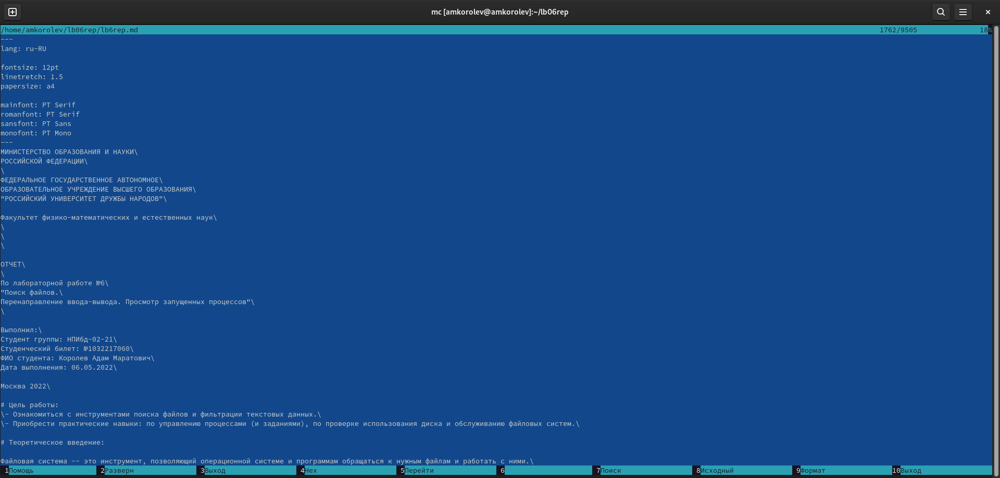 mc [amkorolev@amkorolev]:~/lb06rep
/home/amkorolev/lb06rep/lb6rep.md 1762/9505 18%
---
lang: ru-RU
fontsize: 12pt
linestretch: 1.5
papersize: a4
mainfont: PT Serif
romanfont: PT Serif
sansfont: PT Sans
monofont: PT Mono
---
МИНИСТЕРСТВО ОБРАЗОВАНИЯ И НАУКИ\
РОССИЙСКОЙ ФЕДЕРАЦИИ\
\
ФЕДЕРАЛЬНОЕ ГОСУДАРСТВЕННОЕ АВТОНОМНОЕ\
ОБРАЗОВАТЕЛЬНОЕ УЧРЕЖДЕНИЕ ВЫСШЕГО ОБРАЗОВАНИЯ\
"РОССИЙСКИЙ УНИВЕРСИТЕТ ДРУЖБЫ НАРОДОВ"\
Факультет физико-математических и естественных наук\
\
\
\
ОТЧЕТ\
\
По лабораторной работе №6\
"Поиск файлов.\
Перенаправление ввода-вывода. Просмотр запущенных процессов"\
\
Выполнил:\
Студент группы: НПИбд-02-21\
Студенческий билет: №1032217060\
ФИО студента: Королев Адам Маратович\
Дата выполнения: 06.05.2022\
Москва 2022\
# Цель работы:
\- Ознакомиться с инструментами поиска файлов и фильтрации текстовых данных.\
\- Приобрести практические навыки: по управлению процессами (и заданиями), по проверке использования диска и обслуживанию файловых систем.\
# Теоретическое введение:
Файловая система -- это инструмент, позволяющий операционной системе и программам обращаться к нужным файлам и работать с ними.\
1Помощь 2Разверн 3Выход 4Hex 5Перейти 6 7Поиск 8Исходный 9Формат 10Выход